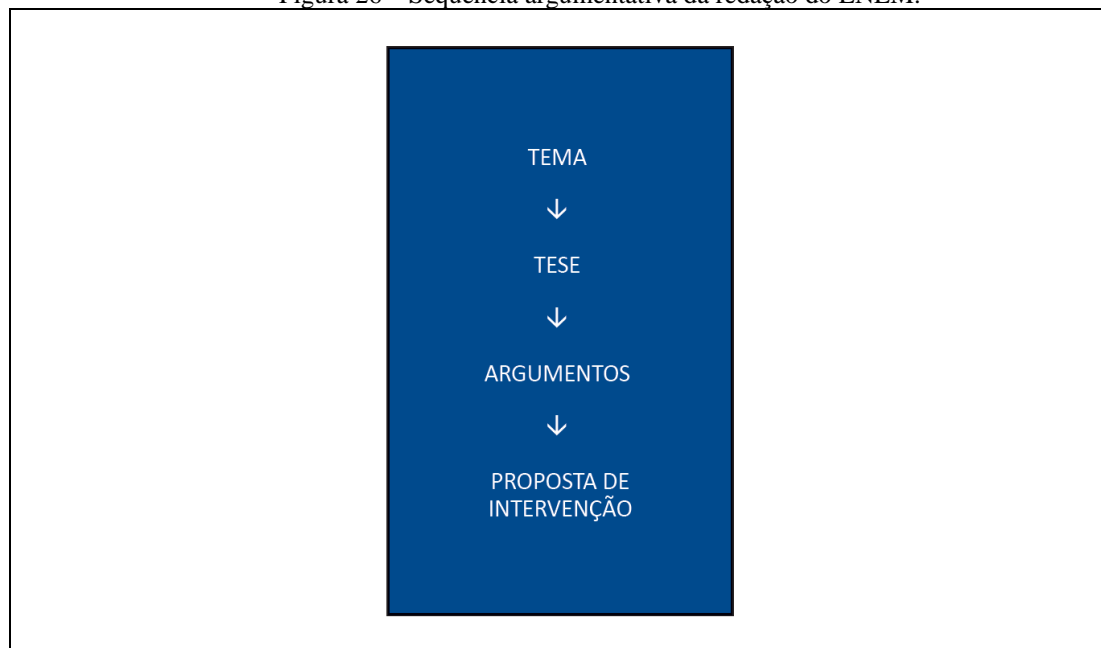 Figura 26 – Sequência argumentativa da redação do ENEM.
TEMA
↓
TESE
↓
ARGUMENTOS
↓
PROPOSTA DE
INTERVENÇÃO